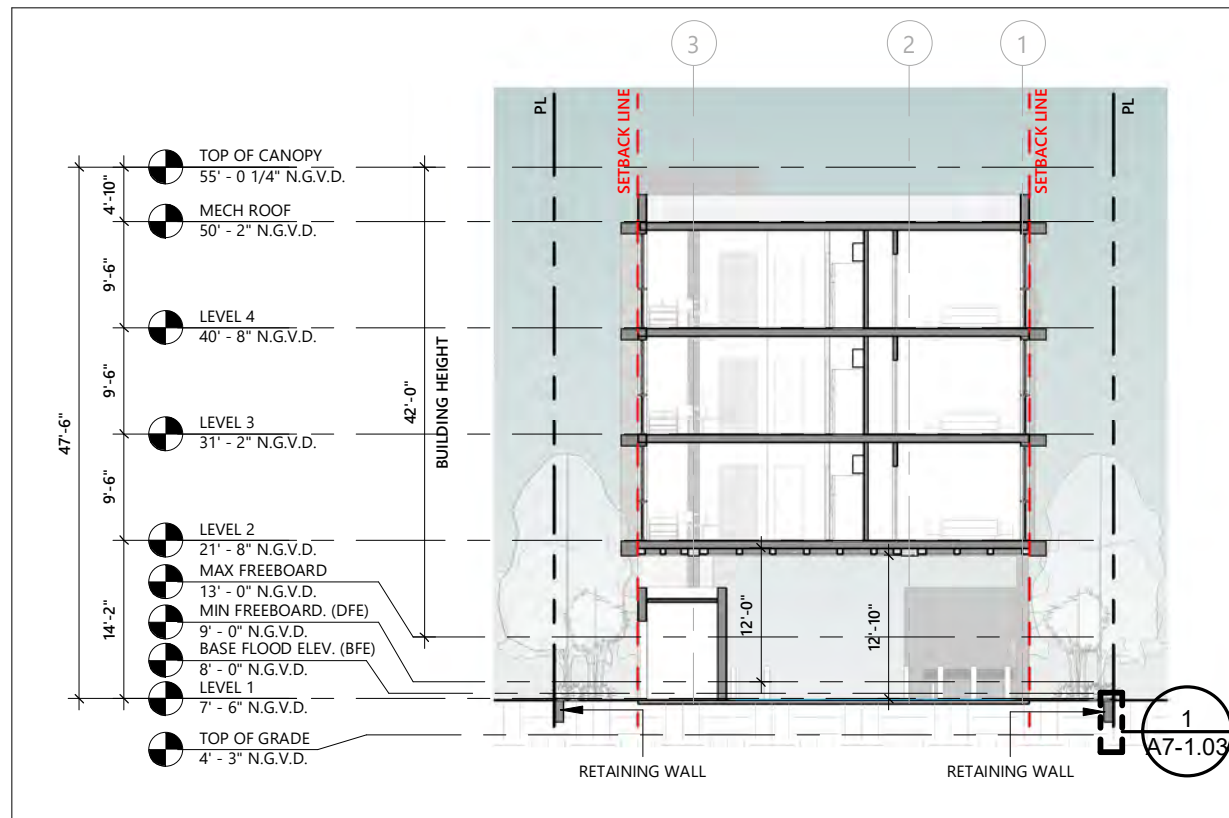 3
2
1
PL
SETBACK LINE
SETBACK LINE
PL
TOP OF CANOPY
55' - 0 1/4" N.G.V.D.
4'-10"
MECH ROOF
50' - 2" N.G.V.D.
9'-6"
LEVEL 4
40' - 8" N.G.V.D.
9'-6"
47'-6"
42'-0"
BUILDING HEIGHT
LEVEL 3
31' - 2" N.G.V.D.
9'-6"
LEVEL 2
21' - 8" N.G.V.D.
MAX FREEBOARD
13' - 0" N.G.V.D.
14'-2"
MIN FREEBOARD. (DFE)
9' - 0" N.G.V.D.
12'-0"
12'-10"
BASE FLOOD ELEV. (BFE)
8' - 0" N.G.V.D.
LEVEL 1
7' - 6" N.G.V.D.
TOP OF GRADE
4' - 3" N.G.V.D.
RETAINING WALL
RETAINING WALL
1
A7-1.03